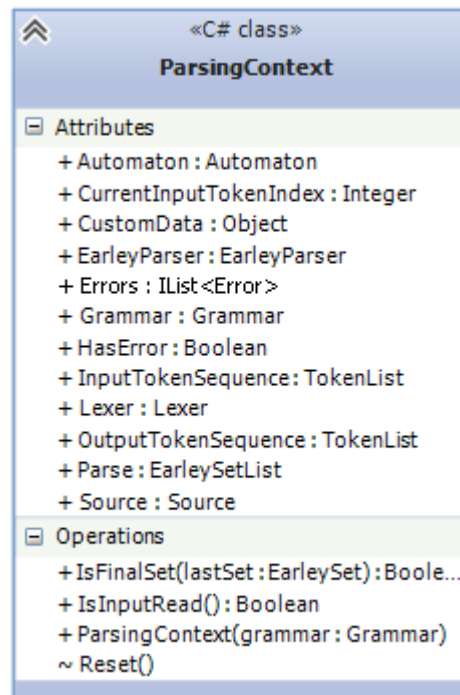 «C# class»
ParsingContext
Attributes
+ Automaton : Automaton
+ CurrentInputTokenIndex : Integer
+ CustomData : Object
+ EarleyParser : EarleyParser
+ Errors : IList<Error>
+ Grammar : Grammar
+ HasError : Boolean
+ InputTokenSequence : TokenList
+ Lexer : Lexer
+ OutputTokenSequence : TokenList
+ Parse : EarleySetList
+ Source : Source
Operations
+ IsFinalSet(lastSet : EarleySet) : Boole...
+ IsInputRead() : Boolean
+ ParsingContext(grammar : Grammar)
~ Reset()